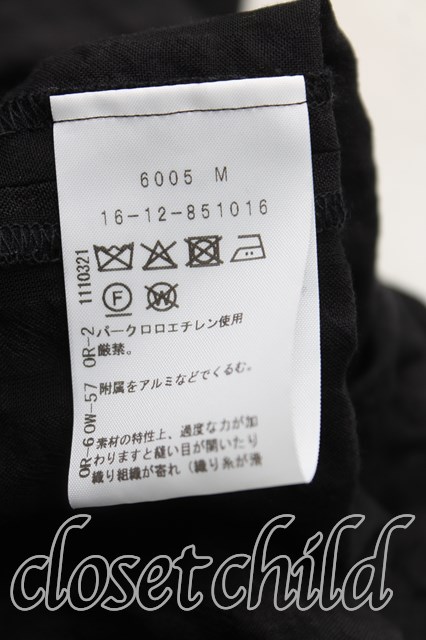 6005 M
16-12-851016
1110321
F
W
OR-2
パークロロエチレン使用
厳禁。
OR-6 OW-57
附属をアルミなどでくるむ。
素材の特性上、過度な力が加
わりますと縫い目が開いたり
織り組織が寄れ（織り糸が滑
closet child